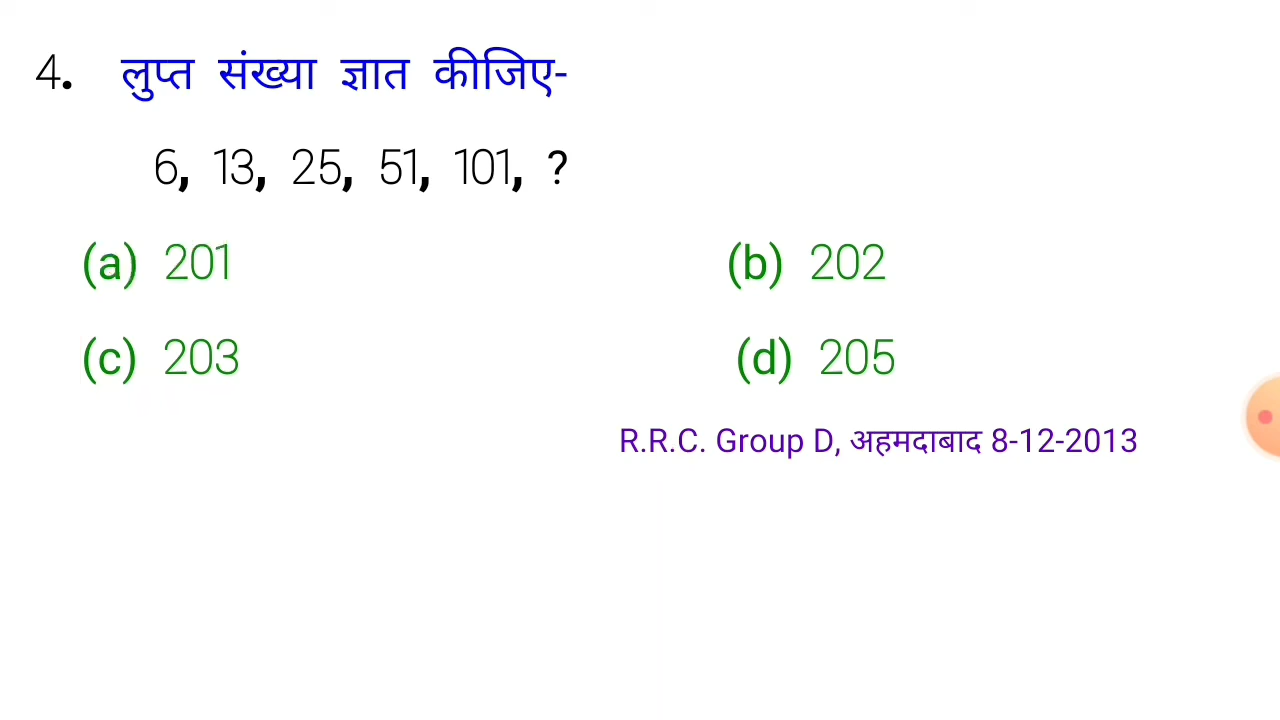 4. लुप्त संख्या ज्ञात कीजिए-
6, 13, 25, 51, 101, ?
(a) 201 (b) 202
(c) 203 (d) 205
R.R.C. Group D, अहमदाबाद 8-12-2013